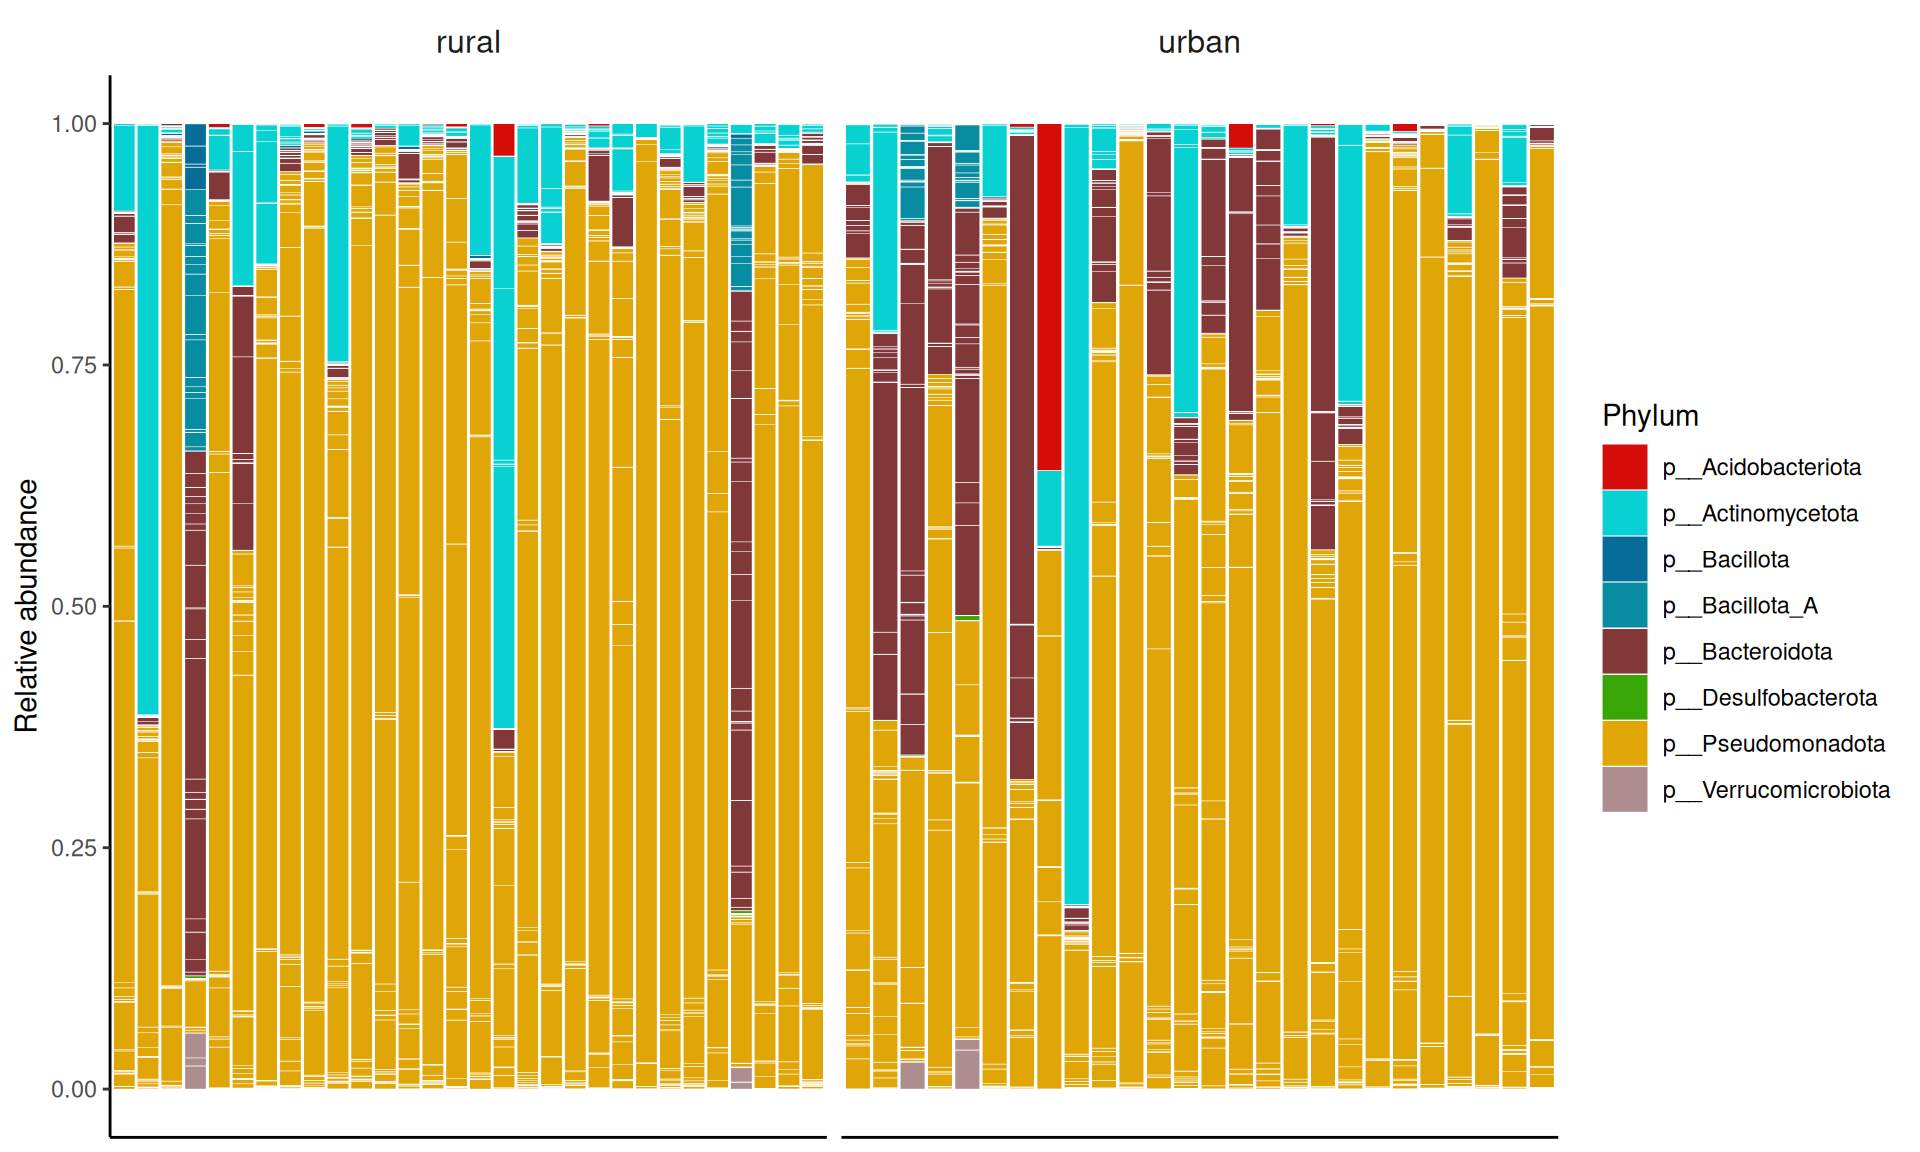 rural
urban
1.00
0.75
0.50
0.25
0.00
Relative abundance
Phylum
p__Acidobacteriota
p__Actinomycetota
p__Bacillota
p__Bacillota_A
p__Bacteroidota
p__Desulfobacterota
p__Pseudomonadota
p__Verrucomicrobiota